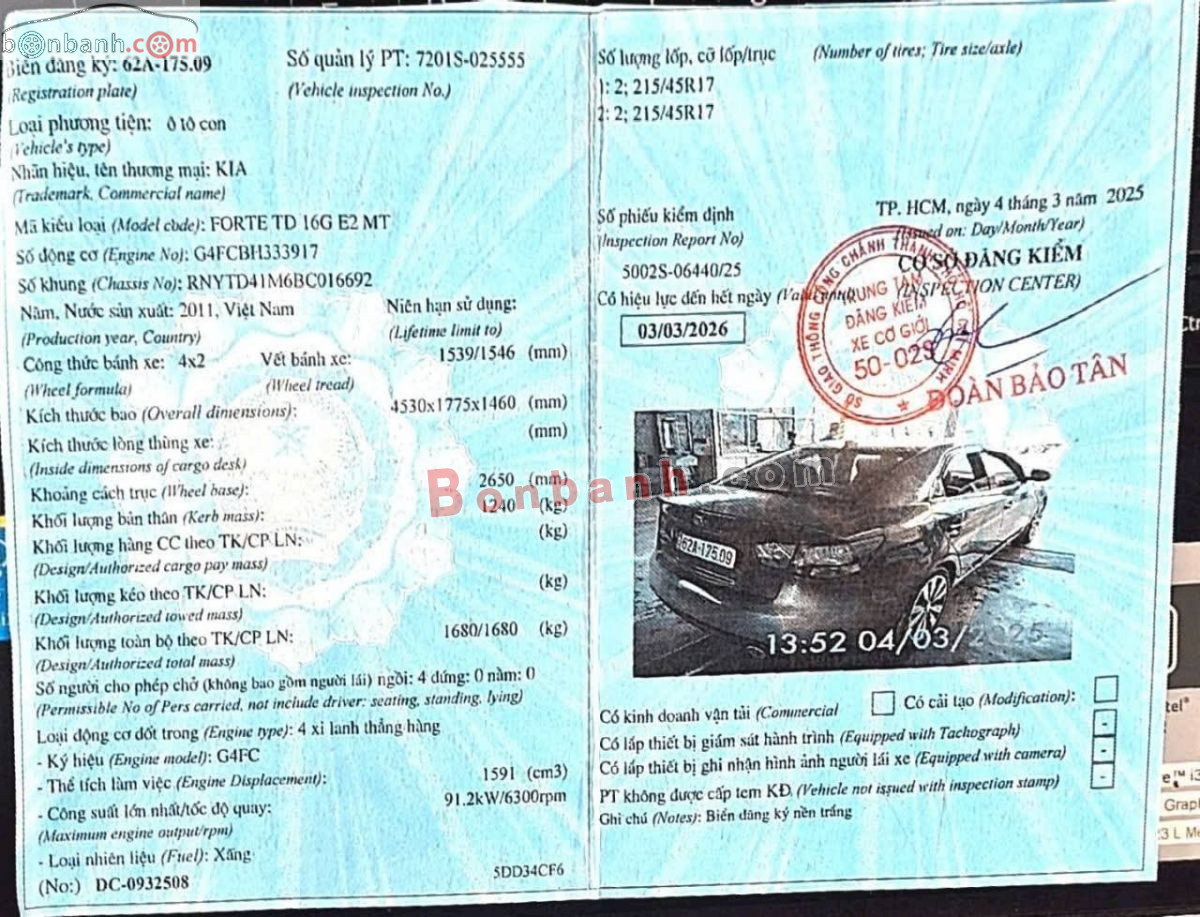 bonbanh.com
Biển đăng ký: 62A-175.09
(Registration plate)
Số quản lý PT: 7201S-025555
(Vehicle inspection No.)
Loại phương tiện: ô tô con
(Vehicle's type)
Nhãn hiệu, tên thương mại: KIA
(Trademark, Commercial name)
Mã kiểu loại (Model code): FORTE TD 16G E2 MT
Số động cơ (Engine No): G4FCBH333917
Số khung (Chassis No): RNYTD41M6BC016692
Năm, Nước sản xuất: 2011, Việt Nam
(Production year, Country)
Niên hạn sử dụng:
(Lifetime limit to)
Công thức bánh xe: 4x2 Vết bánh xe: 1539/1546 (mm)
(Wheel formula) (Wheel tread)
Kích thước bao (Overall dimensions): 4530x1775x1460 (mm)
Kích thước lòng thùng xe: (mm)
(Inside dimensions of cargo desk)
Khoảng cách trục (Wheel base): 2650 (mm)
Khối lượng bản thân (Kerb mass): 1240 (kg)
Khối lượng hàng CC theo TK/CP LN: (kg)
(Design/Authorized cargo pay mass)
Khối lượng kéo theo TK/CP LN: (kg)
(Design/Authorized towed mass)
Khối lượng toàn bộ theo TK/CP LN: 1680/1680 (kg)
(Design/Authorized total mass)
Số người cho phép chở (không bao gồm người lái) ngồi: 4 đứng: 0 nằm: 0
(Permissible No of Pers carried, not include driver: seating, standing, lying)
Loại động cơ đốt trong (Engine type): 4 xi lanh thẳng hàng
- Ký hiệu (Engine model): G4FC
- Thể tích làm việc (Engine Displacement): 1591 (cm3)
- Công suất lớn nhất/tốc độ quay: 91.2kW/6300rpm
(Maximum engine output/rpm)
- Loại nhiên liệu (Fuel): Xăng
(No:) DC-0932508
5DD34CF6
Số lượng lốp, cỡ lốp/trục (Number of tires; Tire size/axle)
1: 2; 215/45R17
2: 2; 215/45R17
TP. HCM, ngày 4 tháng 3 năm 2025
(Issued on: Day/Month/Year)
CƠ SỞ ĐĂNG KIỂM
(INSPECTION CENTER)
Số phiếu kiểm định
(Inspection Report No)
5002S-06440/25
Có hiệu lực đến hết ngày (Valid until)
03/03/2026
TRUNG TÂM
ĐĂNG KIỂM
XE CƠ GIỚI
50-02S
ĐOÀN BẢO TÂN
Bonbanh.com
62A-175.09
13:52 04/03/2025
Có kinh doanh vận tải (Commercial Có cải tạo (Modification):
Có lắp thiết bị giám sát hành trình (Equipped with Tachograph)
Có lắp thiết bị ghi nhận hình ảnh người lái xe (Equipped with camera)
PT không được cấp tem KĐ (Vehicle not issued with inspection stamp)
Ghi chú (Notes): Biển đăng ký nền trắng